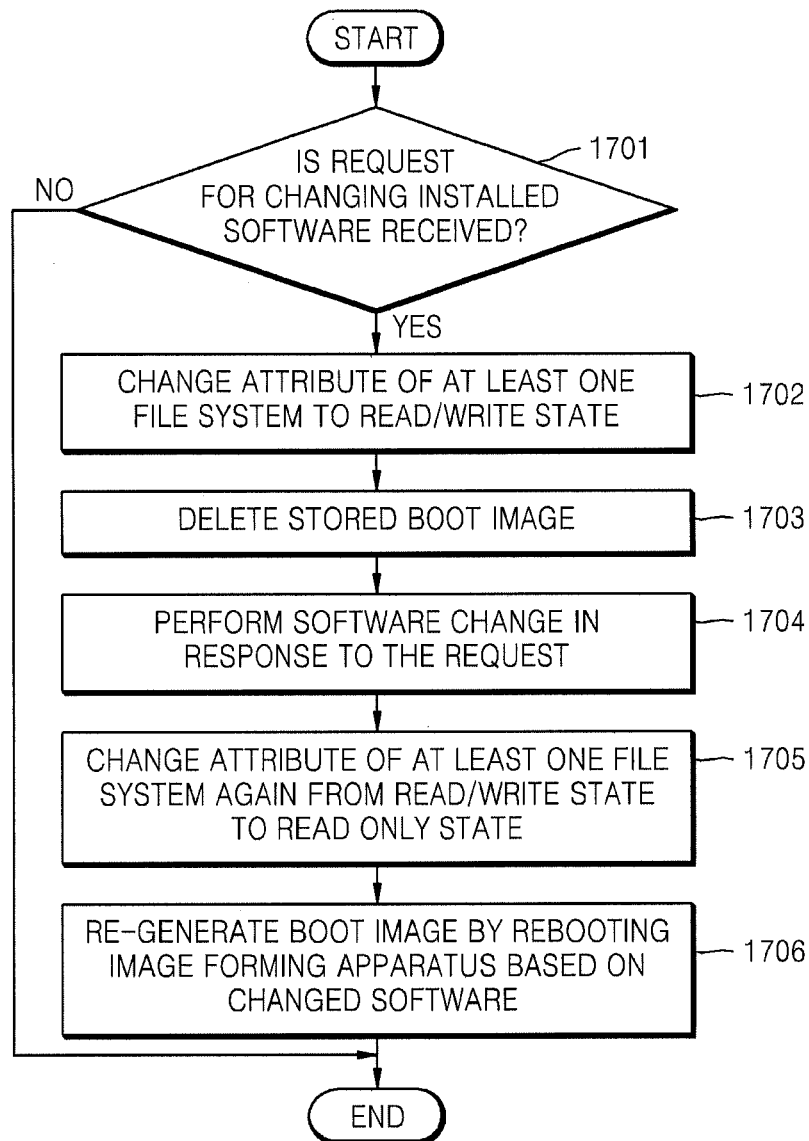 START
IS REQUEST
FOR CHANGING INSTALLED
SOFTWARE RECEIVED?
1701
NO
YES
CHANGE ATTRIBUTE OF AT LEAST ONE
FILE SYSTEM TO READ/WRITE STATE
1702
DELETE STORED BOOT IMAGE
1703
PERFORM SOFTWARE CHANGE IN
RESPONSE TO THE REQUEST
1704
CHANGE ATTRIBUTE OF AT LEAST ONE FILE
SYSTEM AGAIN FROM READ/WRITE STATE
TO READ ONLY STATE
1705
RE-GENERATE BOOT IMAGE BY REBOOTING
IMAGE FORMING APPARATUS BASED ON
CHANGED SOFTWARE
1706
END